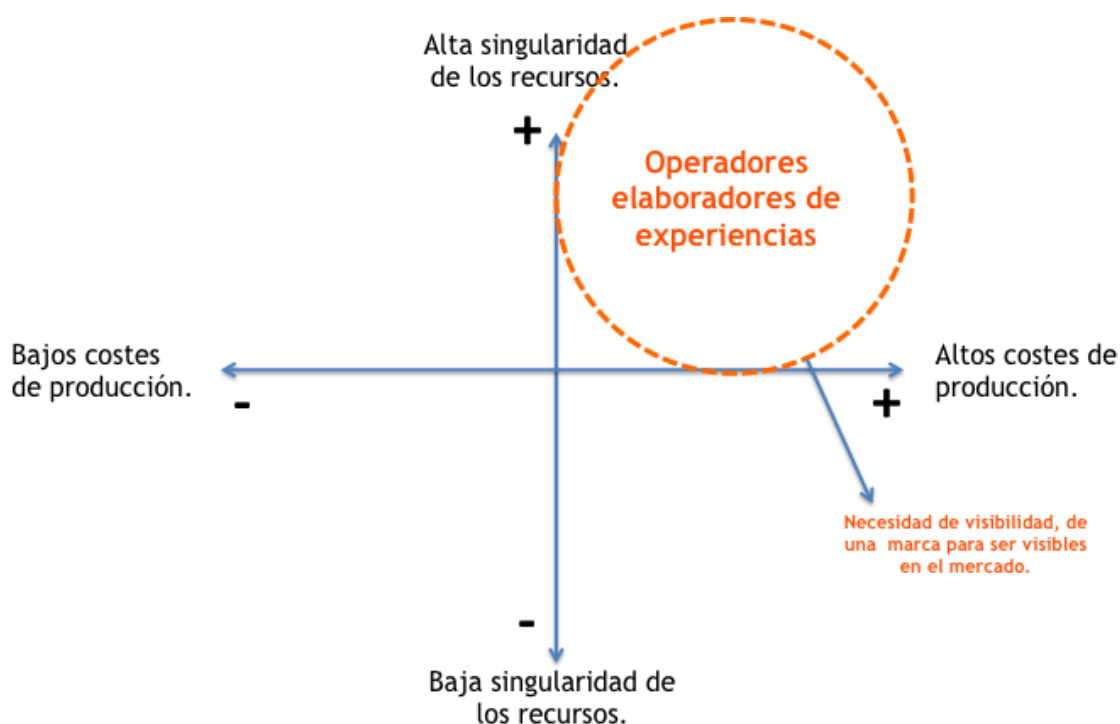 Alta singularidad
de los recursos.
+
Operadores
elaboradores de
experiencias
Bajos costes
de producción.
-
Altos costes de
producción.
+
Necesidad de visibilidad, de
una marca para ser visibles
en el mercado.
-
Baja singularidad de
los recursos.